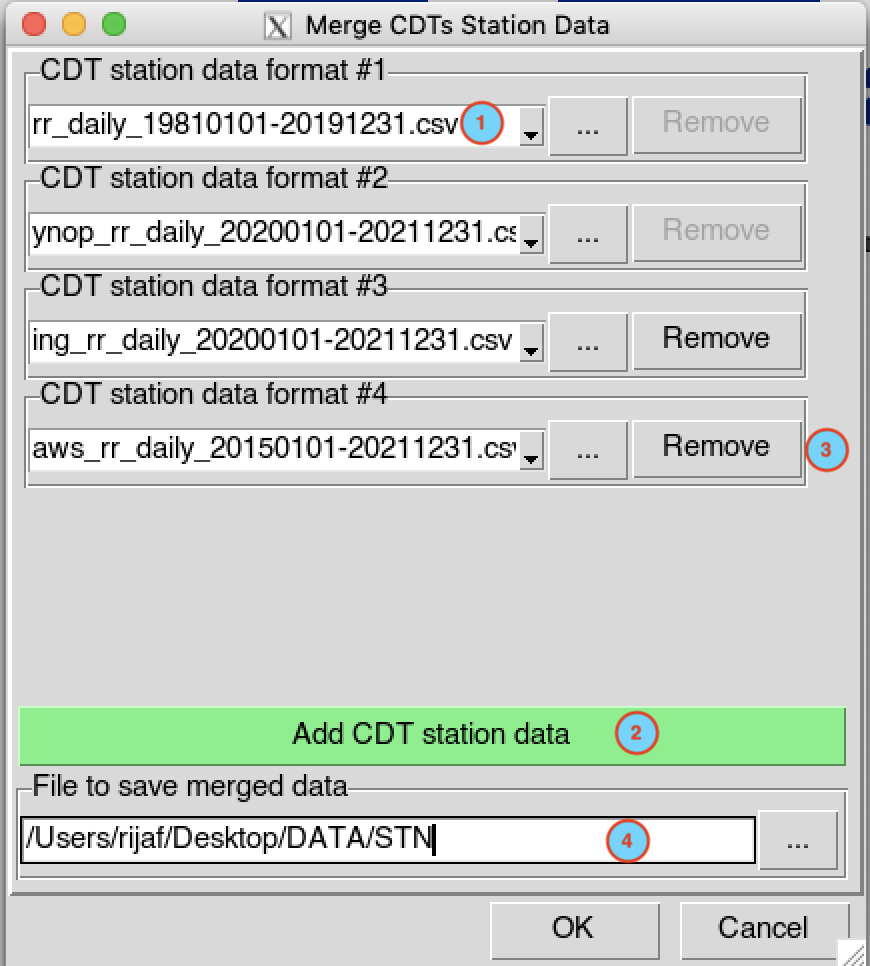 Merge CDTs Station Data
CDT station data format #1
rr_daily_19810101-20191231.csv 1 ... Remove
CDT station data format #2
ynop_rr_daily_20200101-20211231.cs ... Remove
CDT station data format #3
ing_rr_daily_20200101-20211231.csv ... Remove
CDT station data format #4
aws_rr_daily_20150101-20211231.csv ... Remove 3
Add CDT station data 2
File to save merged data
/Users/rijaf/Desktop/DATA/STN 4 ...
OK Cancel